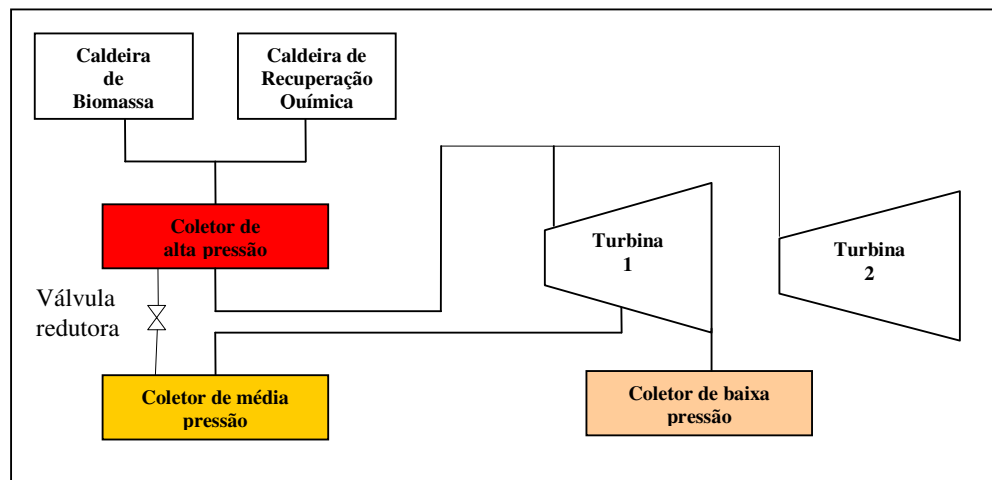 Caldeira
de
Biomassa
Caldeira de
Recuperação
Química
Coletor de
alta pressão
Válvula
redutora
Turbina
1
Turbina
2
Coletor de média
pressão
Coletor de baixa
pressão